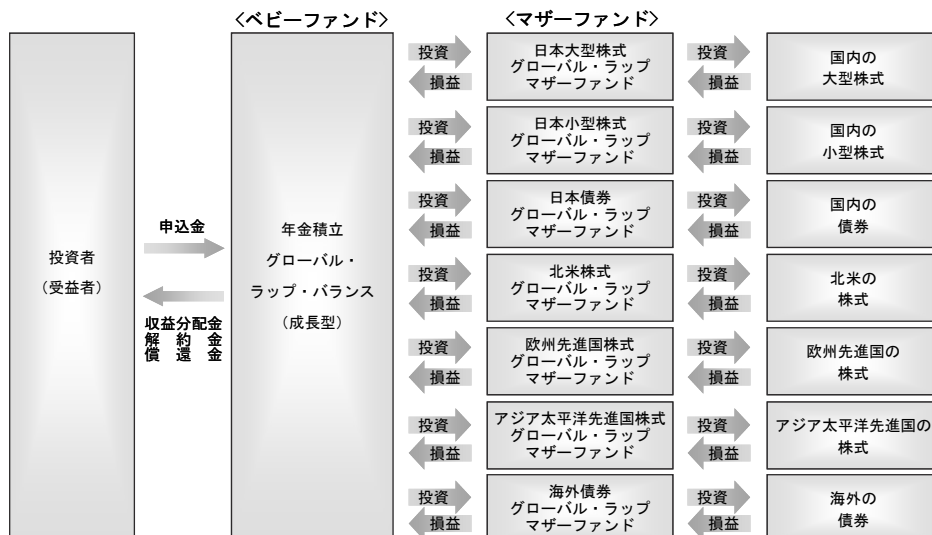 <ベビーファンド>
<マザーファンド>
投資者
（受益者）
申込金
収益分配金
解約金
償還金
年金積立
グローバル・
ラップ・バランス
（成長型）
投資
損益
日本大型株式
グローバル・ラップ
マザーファンド
投資
損益
国内の
大型株式
投資
損益
日本小型株式
グローバル・ラップ
マザーファンド
投資
損益
国内の
小型株式
投資
損益
日本債券
グローバル・ラップ
マザーファンド
投資
損益
国内の
債券
投資
損益
北米株式
グローバル・ラップ
マザーファンド
投資
損益
北米の
株式
投資
損益
欧州先進国株式
グローバル・ラップ
マザーファンド
投資
損益
欧州先進国の
株式
投資
損益
アジア太平洋先進国株式
グローバル・ラップ
マザーファンド
投資
損益
アジア太平洋先進国の
株式
投資
損益
海外債券
グローバル・ラップ
マザーファンド
投資
損益
海外の
債券